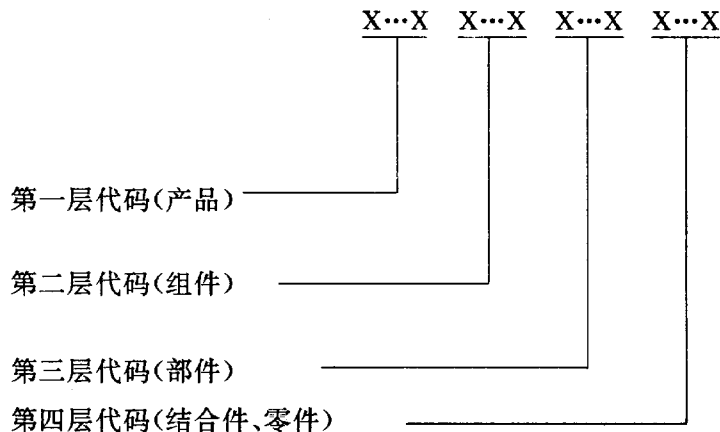 X…X X…X X…X X…X
第一层代码(产品)
第二层代码(组件)
第三层代码(部件)
第四层代码(结合件、零件)